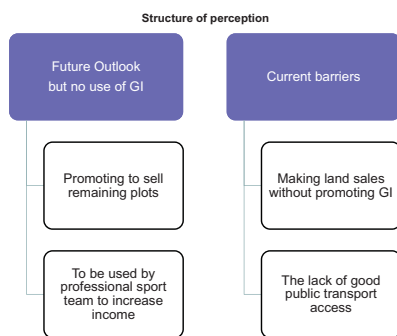 Structure of perception
Future Outlook
but no use of GI
Promoting to sell
remaining plots
To be used by
professional sport
team to increase
income
Current barriers
Making land sales
without promoting GI
The lack of good
public transport
access